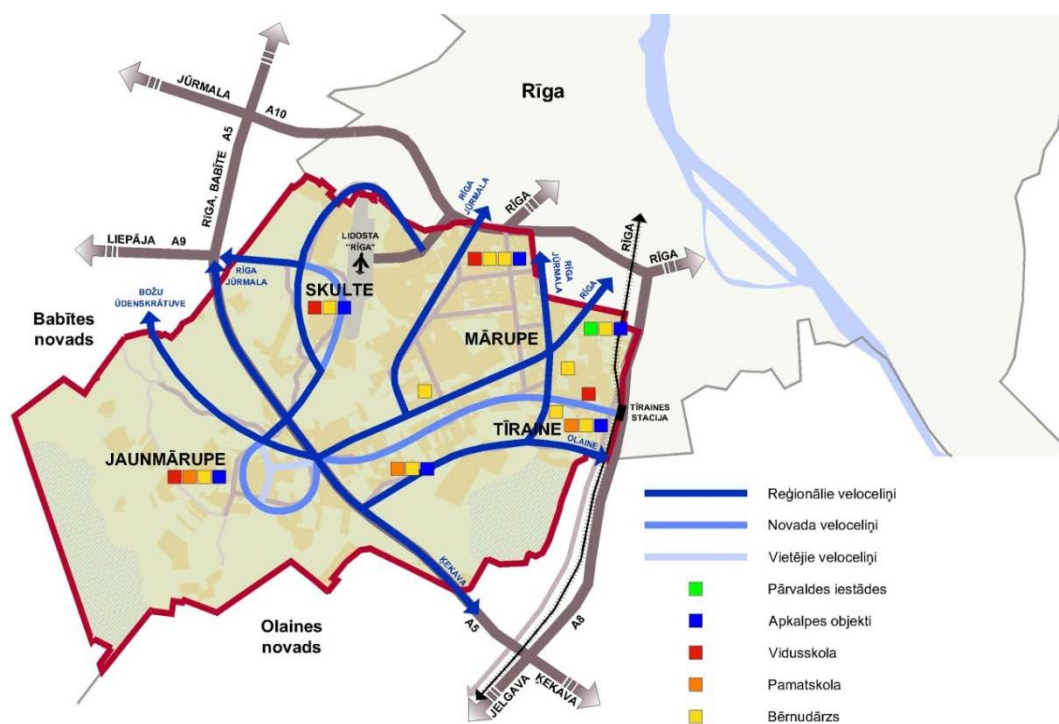 Rīga
JŪRMALA
A10
RĪGA, BABĪTE
A5
LIEPĀJA
A9
RĪGA
JŪRMALA
RĪGA
RĪGA
RĪGA
LIDOSTA
"RĪGA"
RĪGA
JŪRMALA
RĪGA
JŪRMALA
RĪGA
BOŽU
ŪDENSKRĀTUVE
SKULTE
Babītes
novads
MĀRUPE
TĪRAINES
STACIJA
TĪRAINE
OLAINE
JAUNMĀRUPE
ĶEKAVA
A5
A8
Olaines
novads
JELGAVA
ĶEKAVA
Reģionālie veloceliņi
Novada veloceliņi
Vietējie veloceliņi
Pārvaldes iestādes
Apkalpes objekti
Vidusskola
Pamatskola
Bērnudārzs